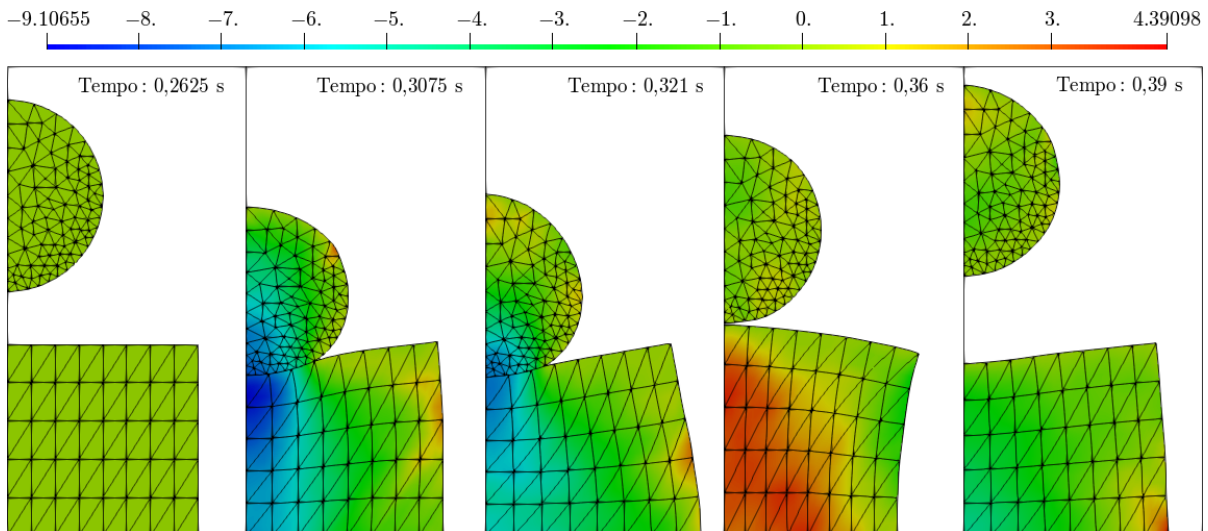 −9.10655 −8. −7. −6. −5. −4. −3. −2. −1. 0. 1. 2. 3. 4.39098
Tempo : 0,2625 s Tempo : 0,3075 s Tempo : 0,321 s Tempo : 0,36 s Tempo : 0,39 s